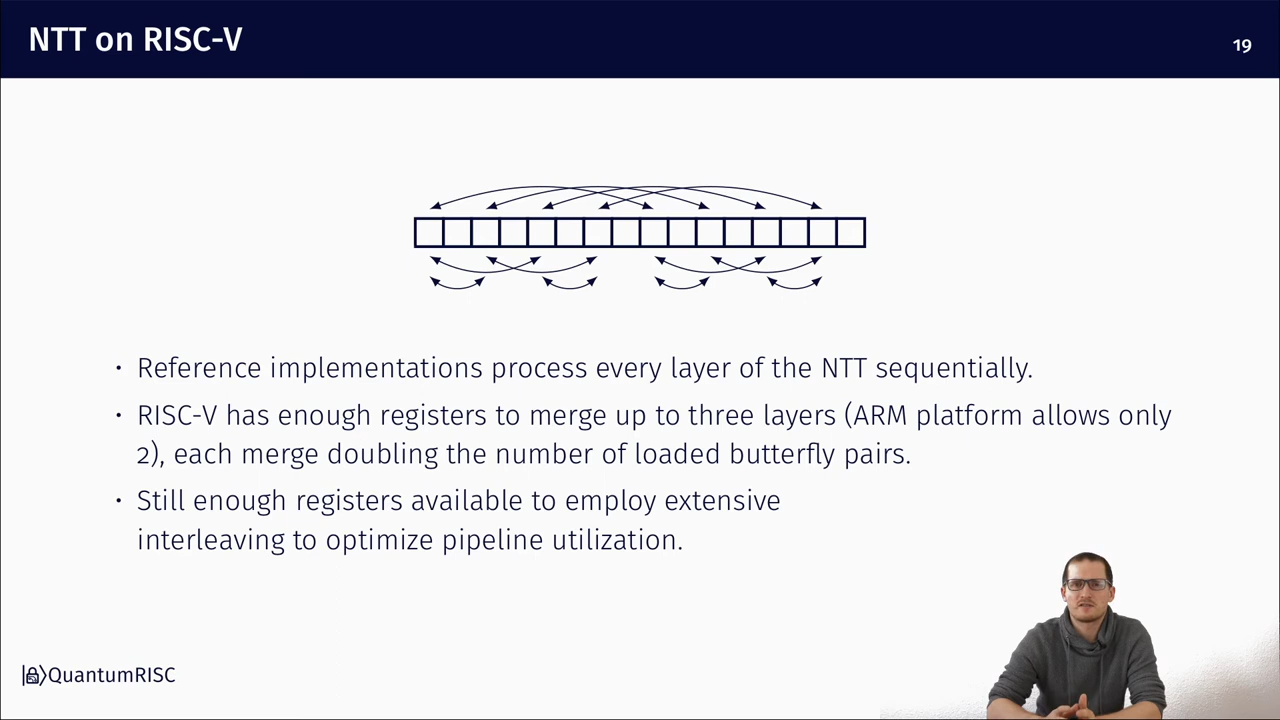 NTT on RISC-V
19
• Reference implementations process every layer of the NTT sequentially.
• RISC-V has enough registers to merge up to three layers (ARM platform allows only
2), each merge doubling the number of loaded butterfly pairs.
• Still enough registers available to employ extensive
interleaving to optimize pipeline utilization.
QuantumRISC